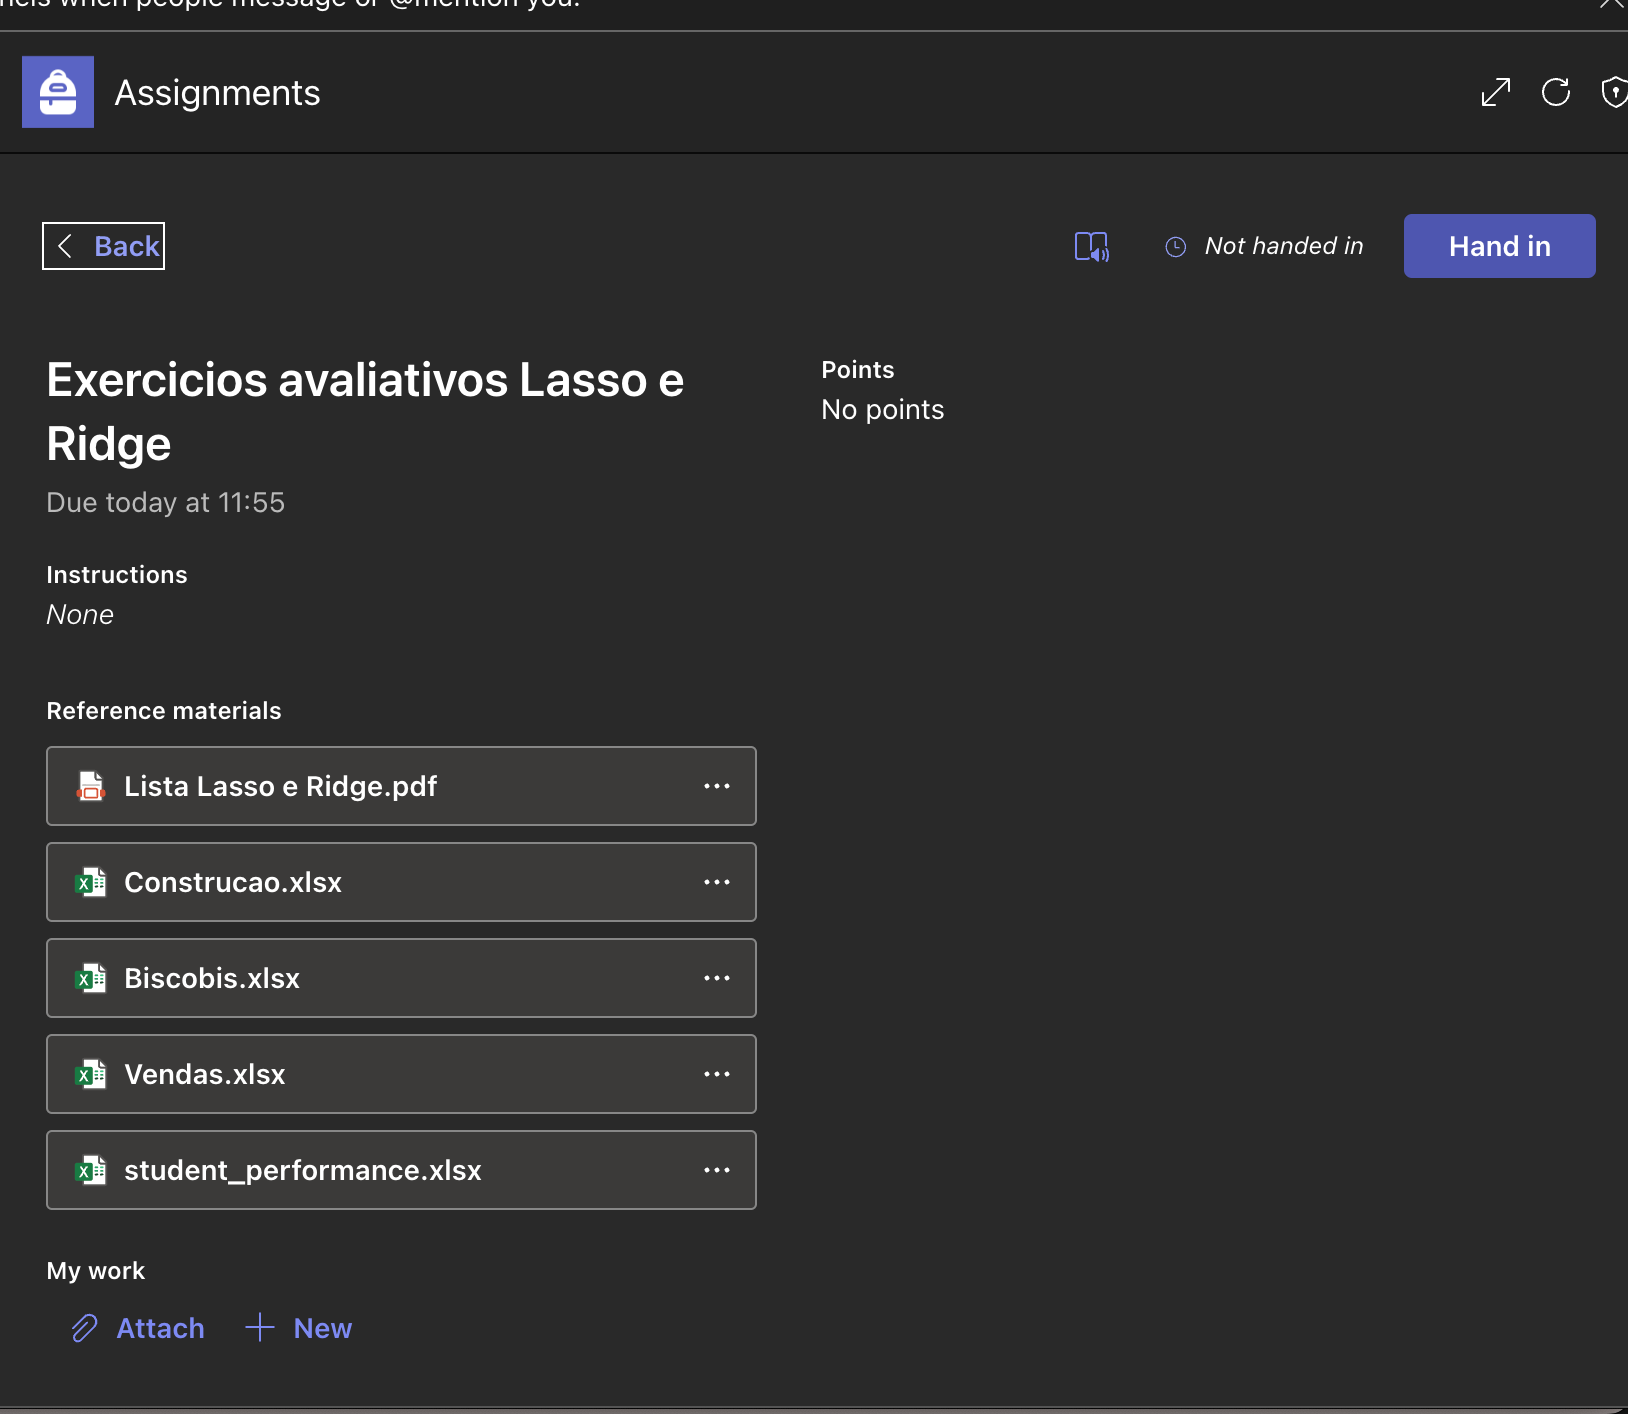 when people message or @mention you.
Assignments
Back
Not handed in
Hand in
Exercicios avaliativos Lasso e
Ridge
Due today at 11:55
Points
No points
Instructions
None
Reference materials
Lista Lasso e Ridge.pdf
Construcao.xlsx
Biscobis.xlsx
Vendas.xlsx
student_performance.xlsx
My work
Attach
New